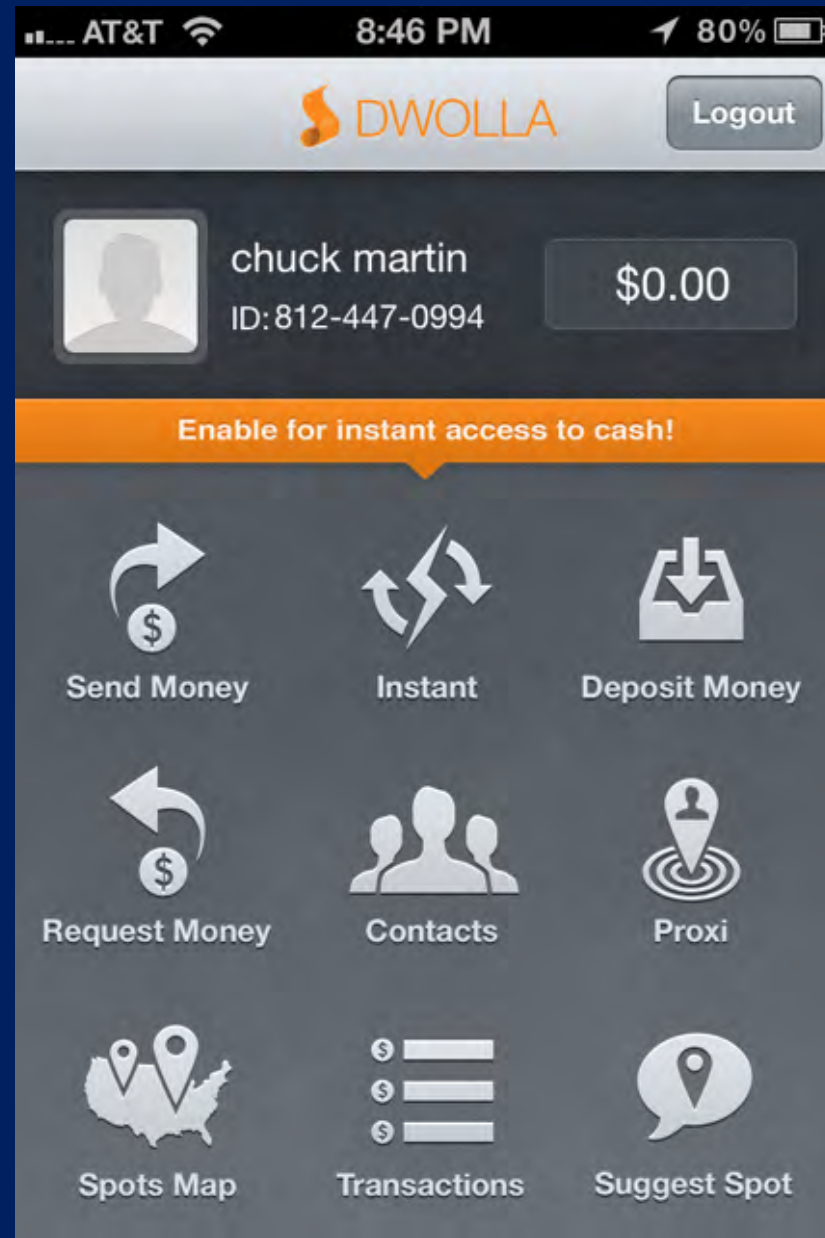 AT&T 8:46 PM 80%
DWOLLA Logout
chuck martin
ID: 812-447-0994
$0.00
Enable for instant access to cash!
Send Money Instant Deposit Money
Request Money Contacts Proxi
Spots Map Transactions Suggest Spot